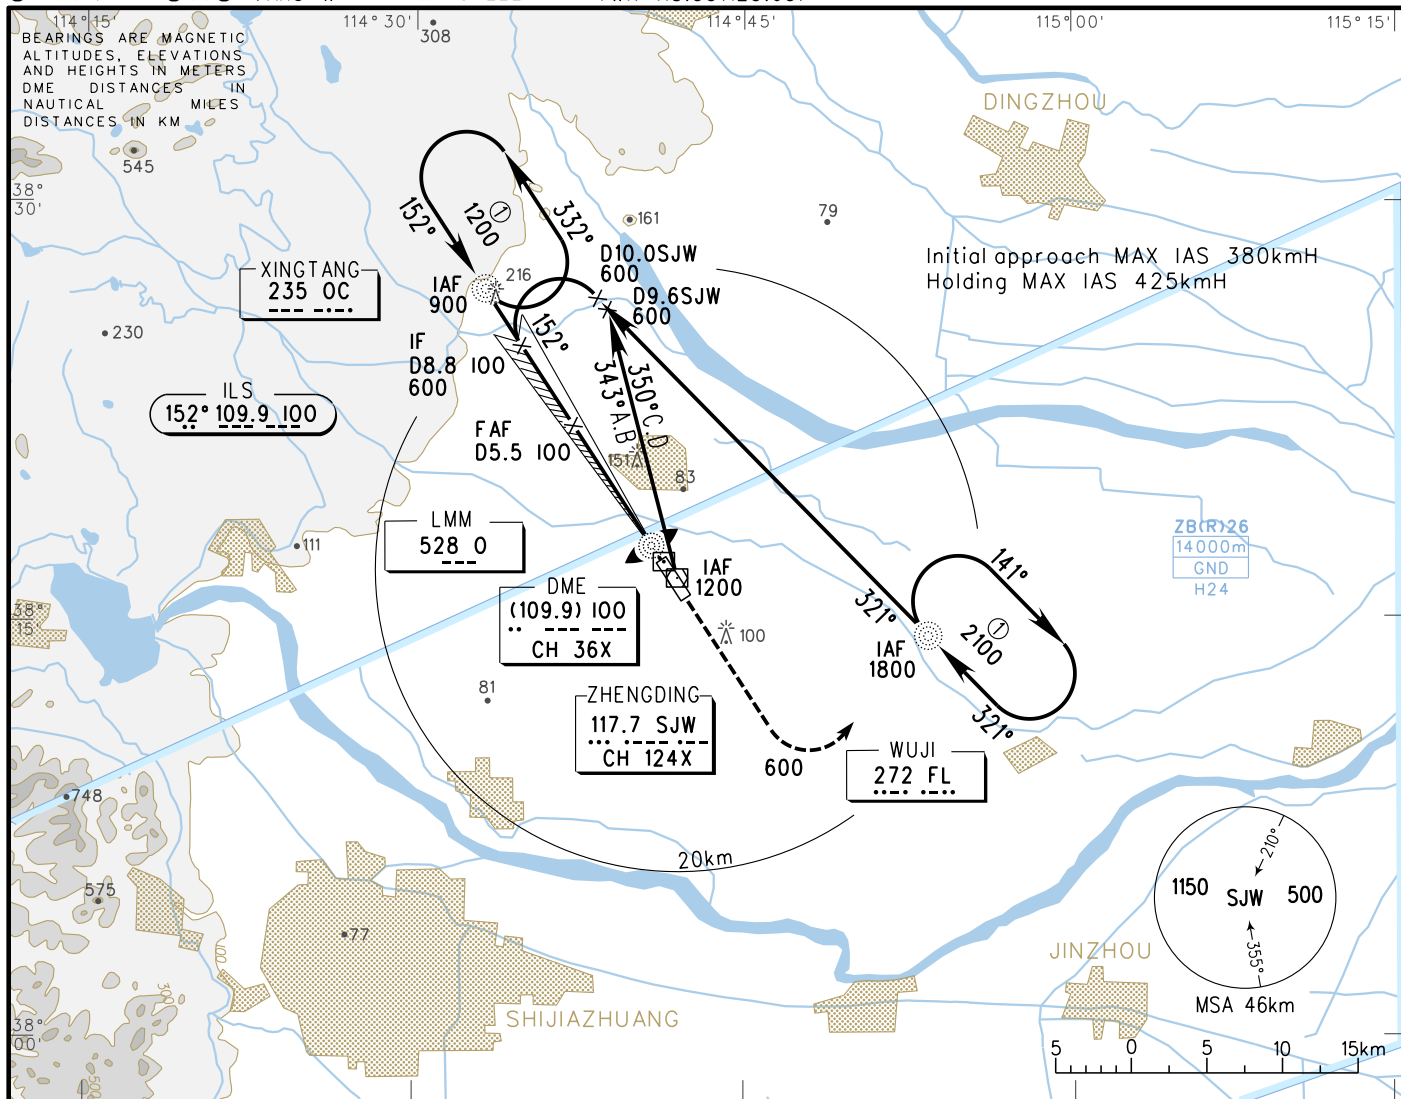 114° 15'
114° 30'
114° 45'
115° 00'
115° 15'
BEARINGS ARE MAGNETIC
ALTITUDES, ELEVATIONS
AND HEIGHTS IN METERS
DME DISTANCES IN
NAUTICAL MILES
DISTANCES IN KM
308
545
DINGZHOU
38°
30'
152°
1200 ①
332°
161
79
D10.0SJW
600
D9.6SJW
600
Initial approach MAX IAS 380kmH
Holding MAX IAS 425kmH
XINGTANG
235 OC
IAF
900
216
230
152°
IF
D8.8 100
600
343°A.B
350°C.D
ILS
152° 109.9 100
FAF
D5.5 100
151
83
111
LMM
528 O
ZB(R)26
14000m
GND
H24
IAF
1200
DME
(109.9) 100
CH 36X
141°
321°
38°
15'
100
IAF
1800
2100 ①
321°
81
ZHENGDING
117.7 SJW
CH 124X
600
WUJI
272 FL
748
20km
210°
1150
SJW
500
355°
MSA 46km
575
77
100
300
500
JINZHOU
SHIJIAZHUANG
38°
00'
5 0 5 10 15km